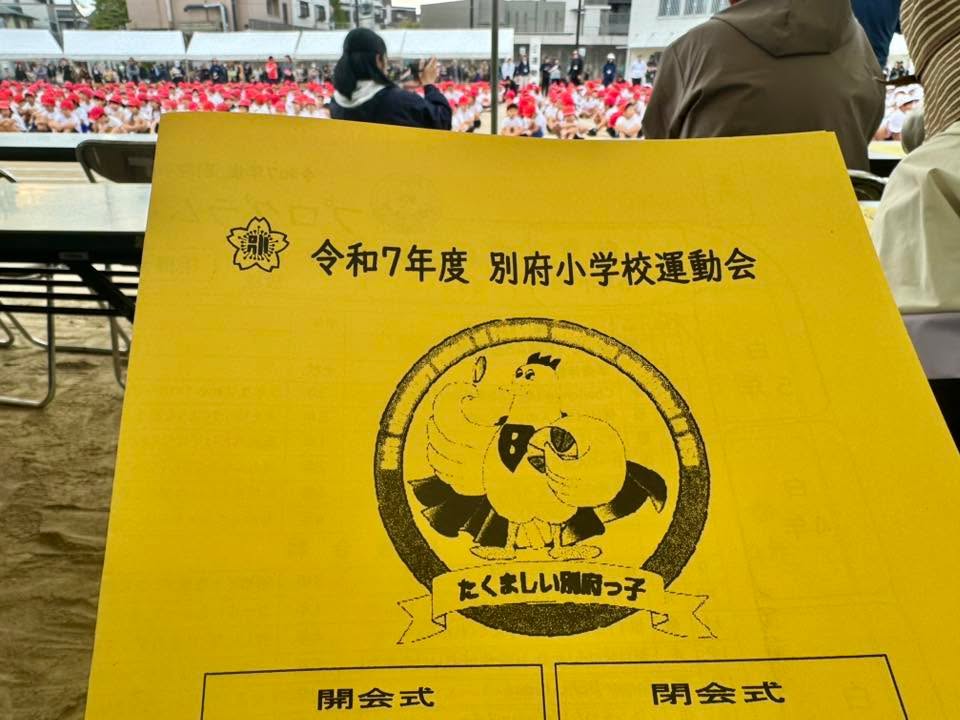 別
令和7年度 別府小学校運動会
たくましい別府っ子
開会式
閉会式